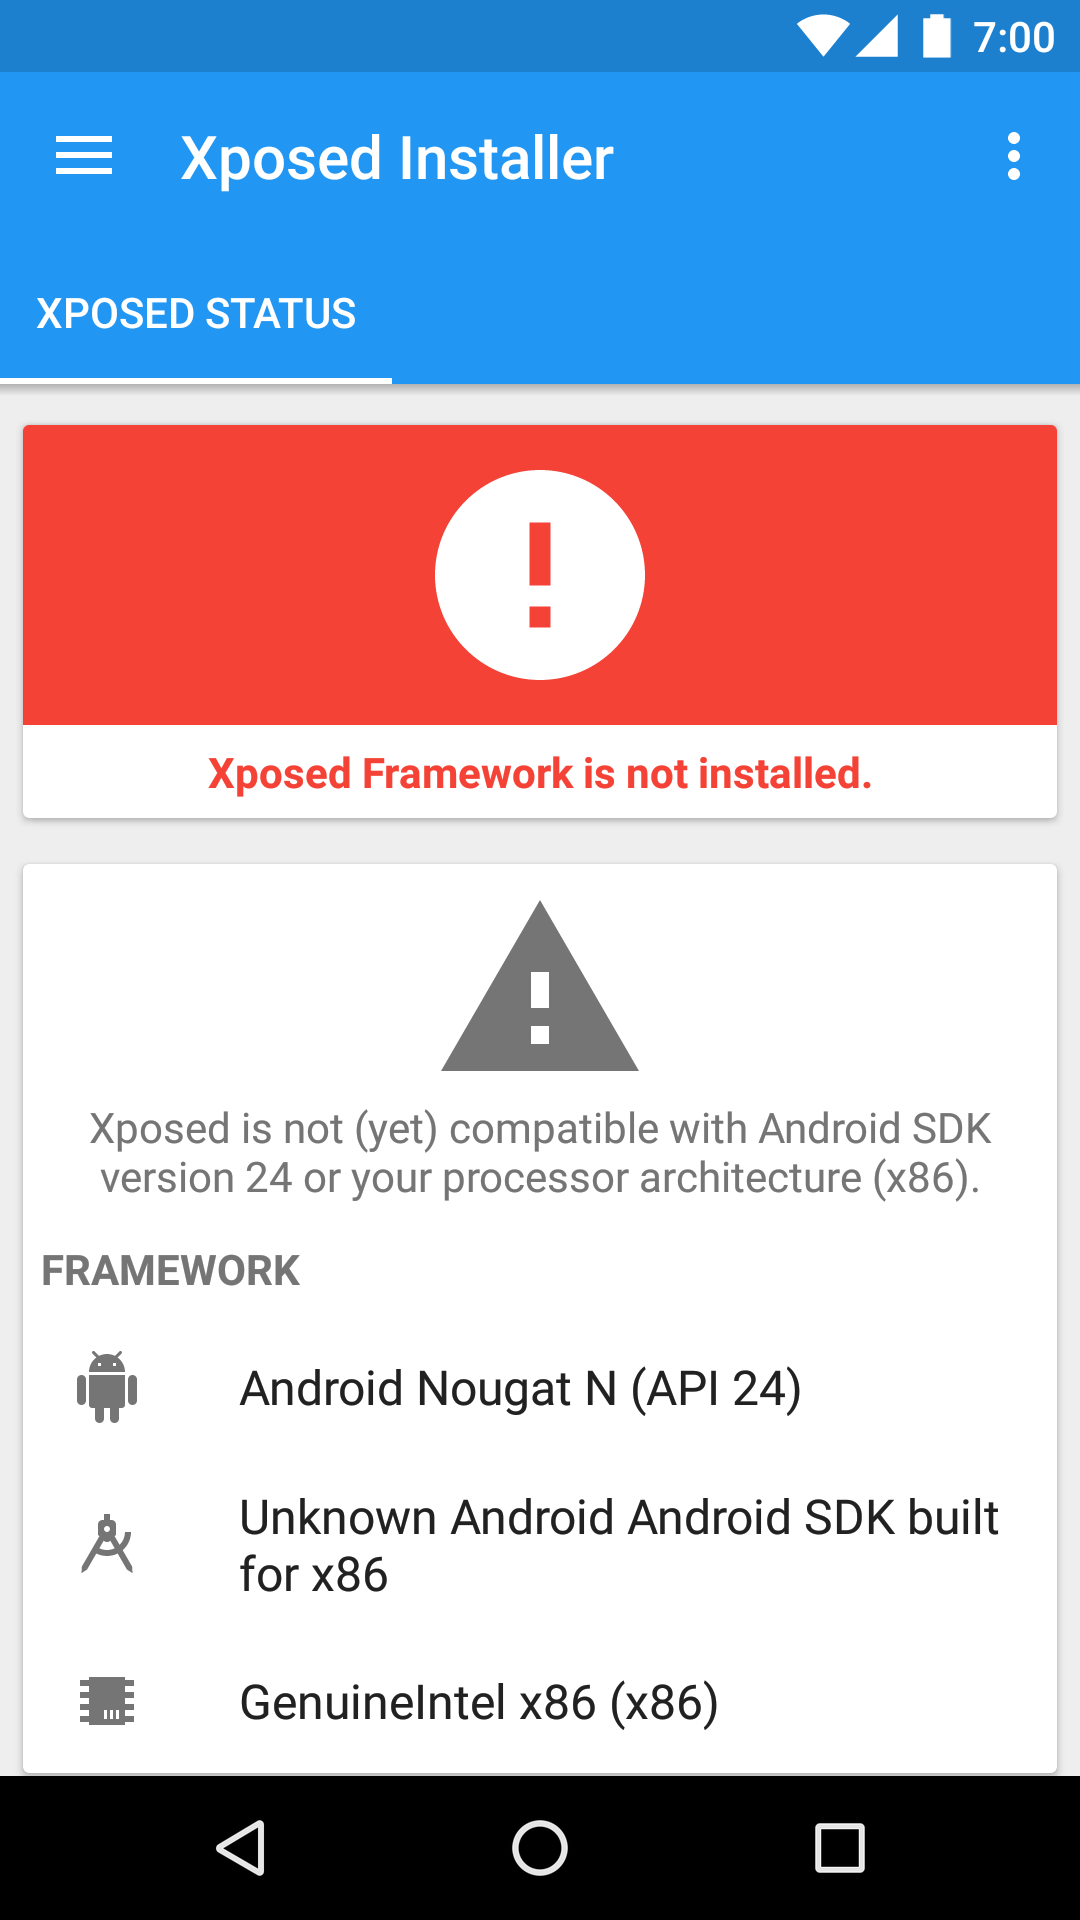 7:00
Xposed Installer
XPOSED STATUS
Xposed Framework is not installed.
Xposed is not (yet) compatible with Android SDK
version 24 or your processor architecture (x86).
FRAMEWORK
Android Nougat N (API 24)
Unknown Android Android SDK built
for x86
GenuineIntel x86 (x86)